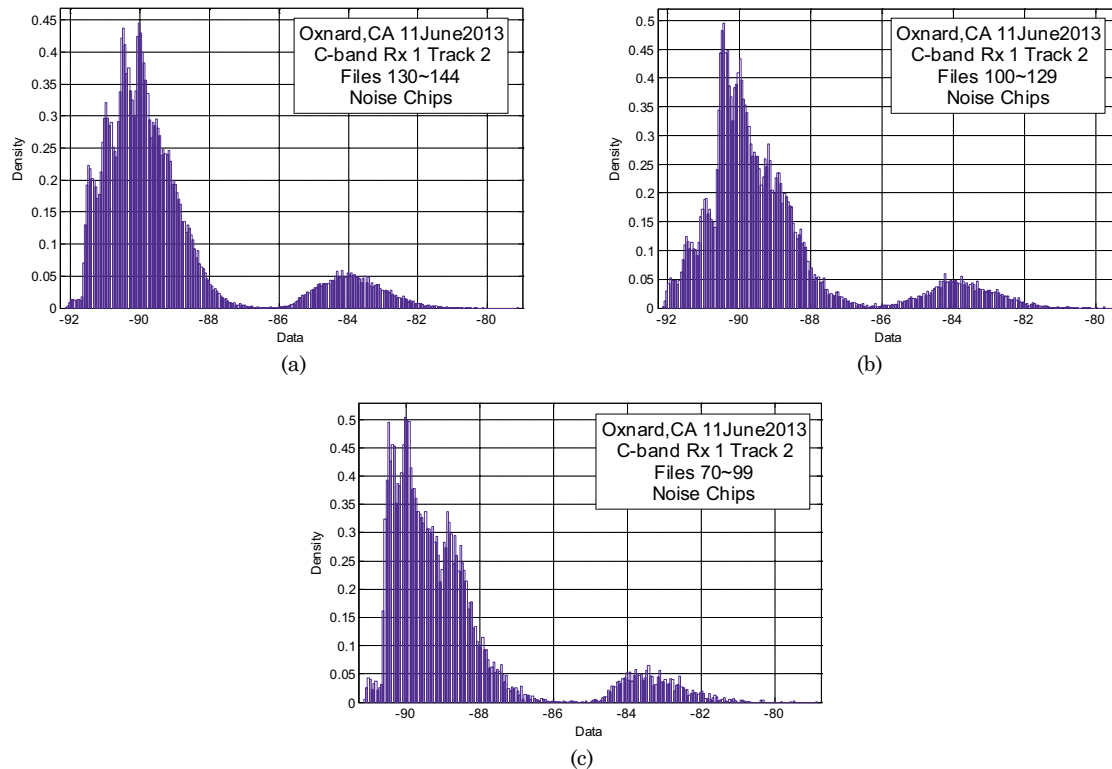 0.45
0.4
0.35
0.3
0.25
0.2
0.15
0.1
0.05
0
Density
-92
-90
-88
-86
-84
-82
-80
Data
Oxnard,CA 11June2013
C-band Rx 1 Track 2
Files 130~144
Noise Chips
(a)
0.5
0.45
0.4
0.35
0.3
0.25
0.2
0.15
0.1
0.05
0
Density
-92
-90
-88
-86
-84
-82
-80
Data
Oxnard,CA 11June2013
C-band Rx 1 Track 2
Files 100~129
Noise Chips
(b)
0.5
0.45
0.4
0.35
0.3
0.25
0.2
0.15
0.1
0.05
0
Density
-90
-88
-86
-84
-82
-80
Data
Oxnard,CA 11June2013
C-band Rx 1 Track 2
Files 70~99
Noise Chips
(c)